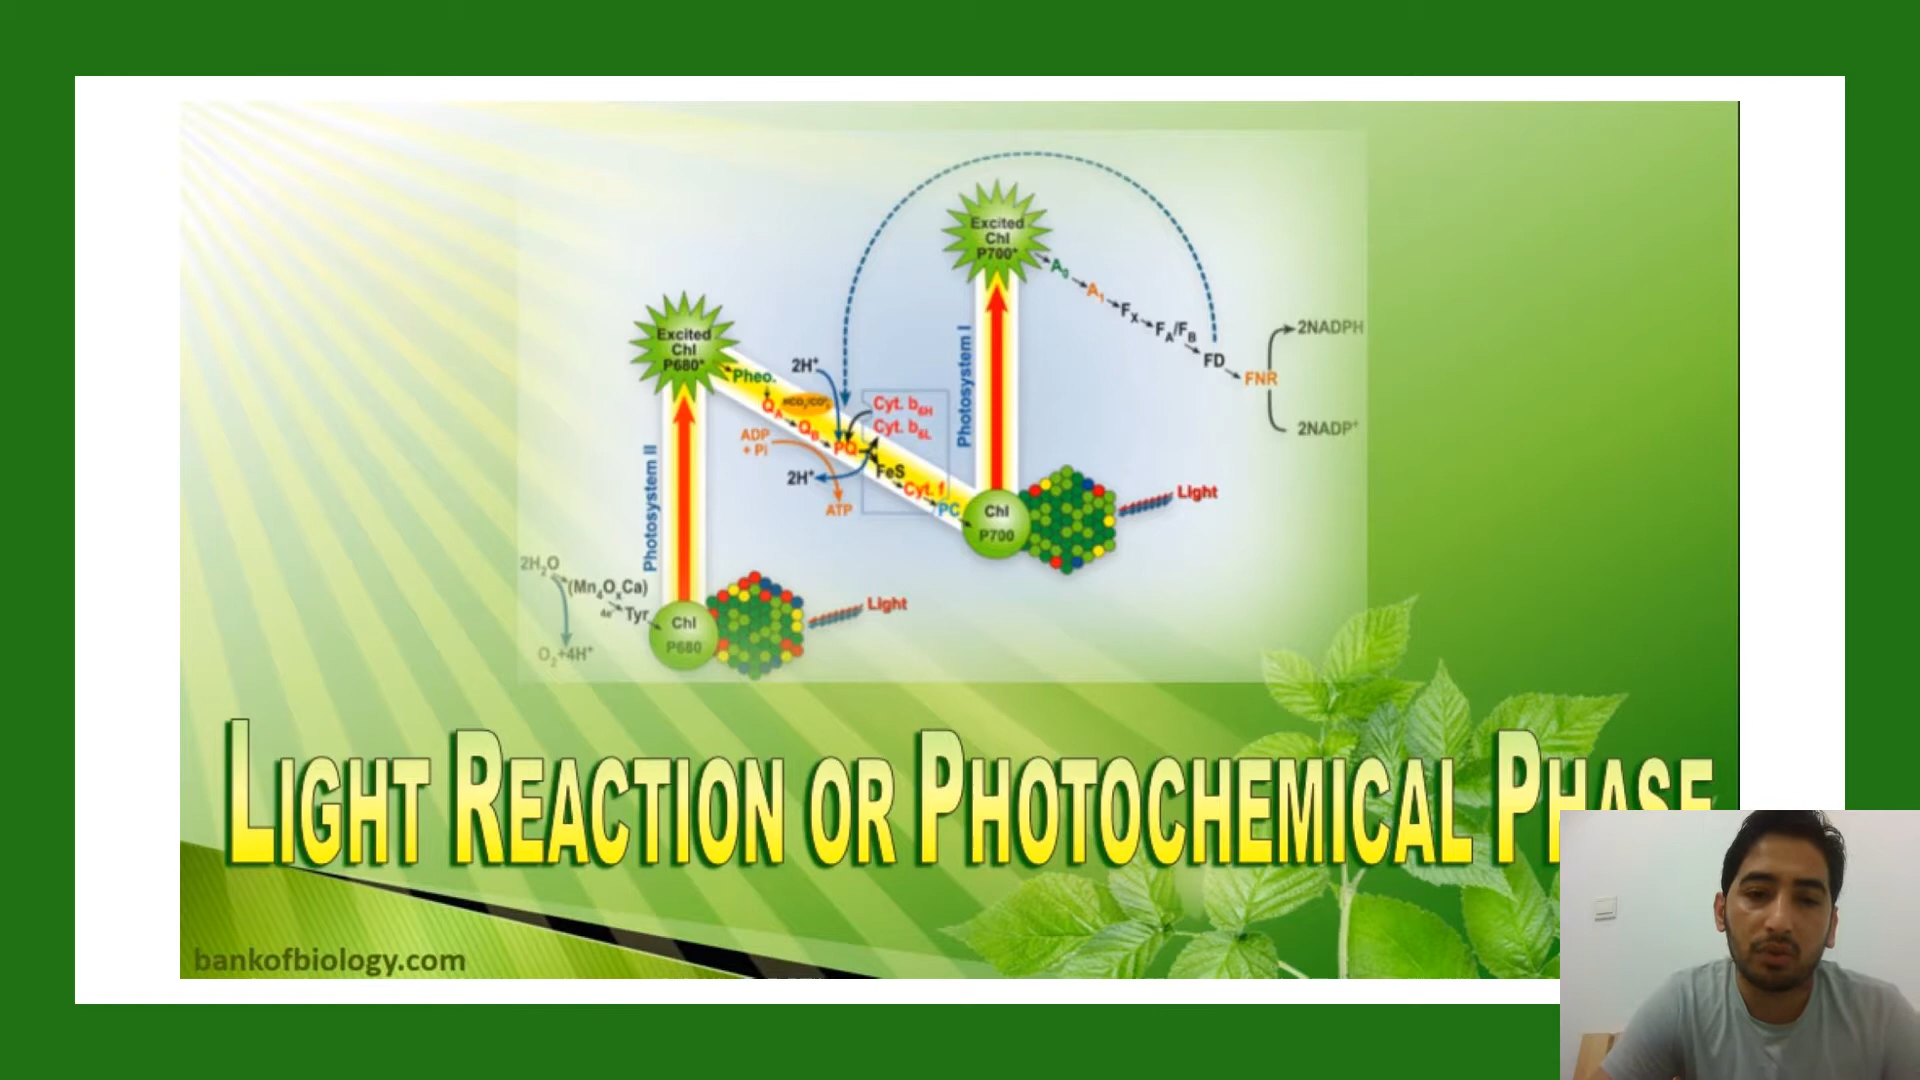 Excited
Chl
P700*
A0
A1
FX
FA/FB
FD
FNR
2NADPH
2NADP+
Photosystem I
Excited
Chl
P680*
Pheo.
2H+
QA
QB
PQ
Cyt. b6H
Cyt. b6L
ADP
+ Pi
2H+
FeS
Cyt. f
ATP
PC
Chl
P700
Light
Photosystem II
2H2O
(Mn4OxCa)
4e-
Tyr
O2+4H+
Chl
P680
Light
LIGHT REACTION OR PHOTOCHEMICAL PHASE
bankofbiology.com